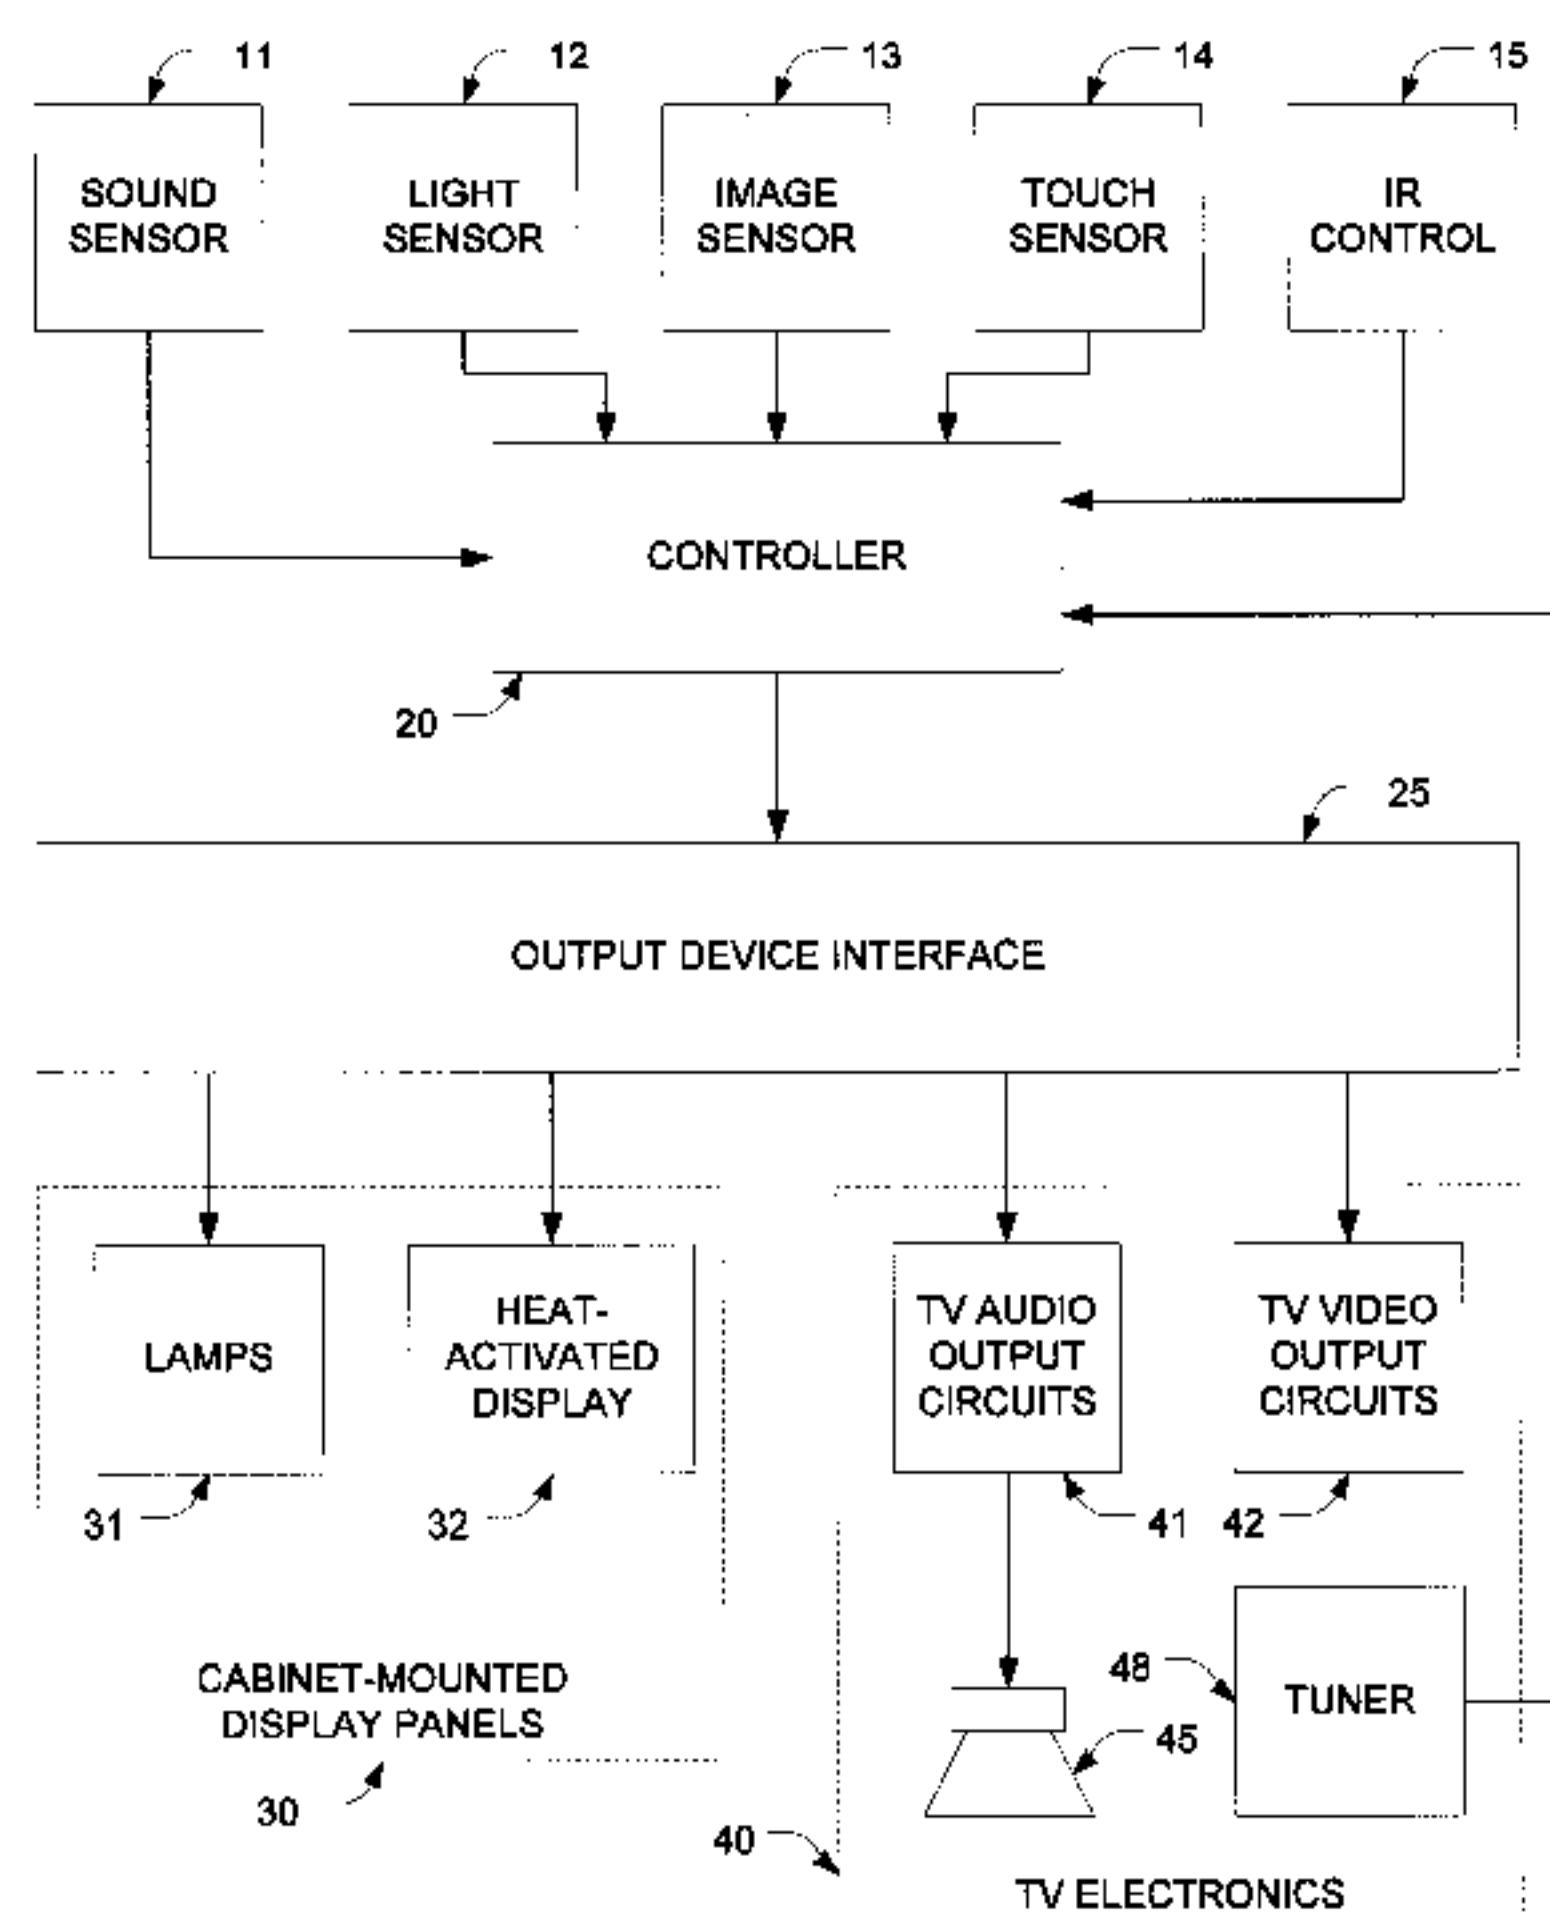 11
12
13
14
15
SOUND
SENSOR
LIGHT
SENSOR
IMAGE
SENSOR
TOUCH
SENSOR
IR
CONTROL
CONTROLLER
20
25
OUTPUT DEVICE INTERFACE
LAMPS
HEAT-
ACTIVATED
DISPLAY
TV AUDIO
OUTPUT
CIRCUITS
TV VIDEO
OUTPUT
CIRCUITS
31
32
41
42
CABINET-MOUNTED
DISPLAY PANELS
30
48
TUNER
45
40
TV ELECTRONICS